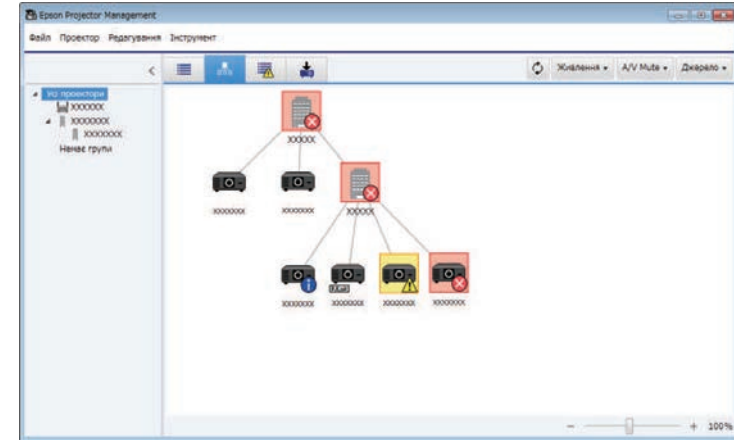 Epson Projector Management
Файл Проектор Редагування Інструмент
Живлення A/V Mute Джерело
Усі проектори
XXXXXX
XXXXXXX
XXXXXXX
Немає групи
XXXXX
XXXXXXX XXXXXXX XXXXX
XXXXXXX XXXXXXX XXXXXXX XXXXXXX
- + 100%